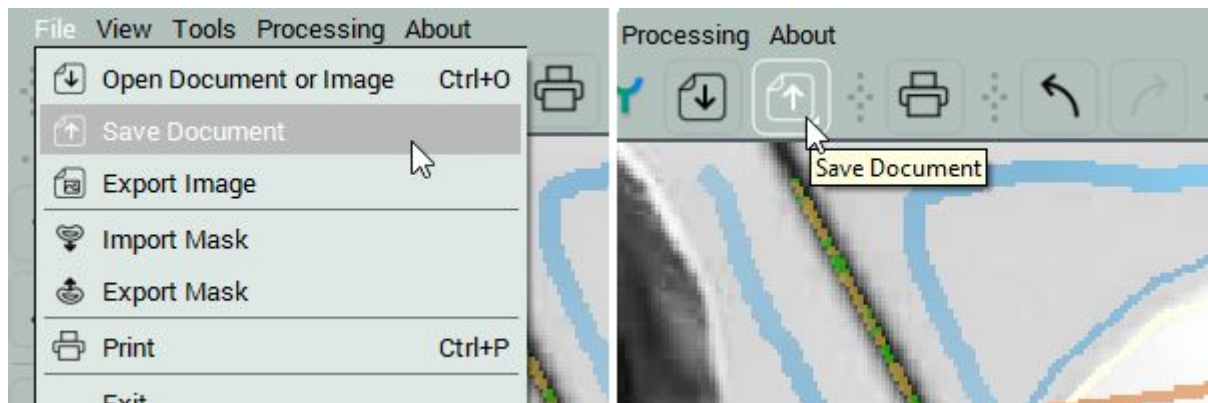 File View Tools Processing About
Open Document or Image Ctrl+O
Save Document
Export Image
Import Mask
Export Mask
Print Ctrl+P
Exit
Processing About
Save Document